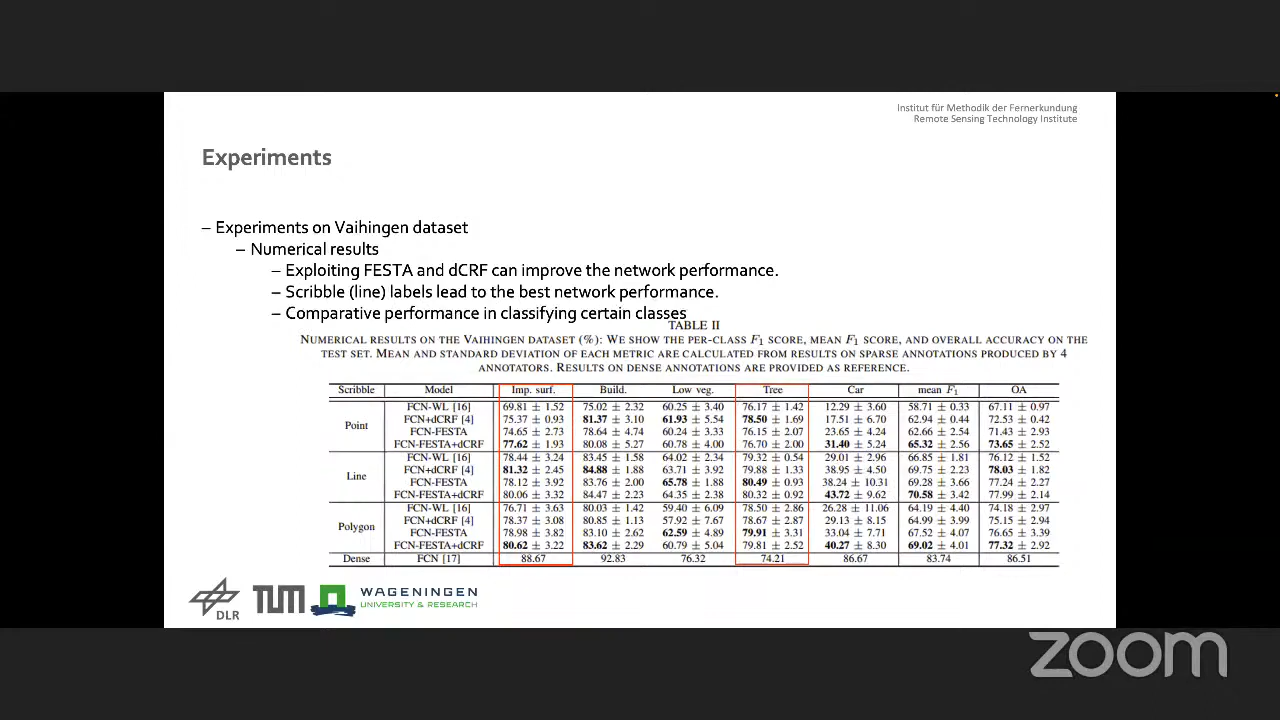 Institut für Methodik der Fernerkundung
Remote Sensing Technology Institute
Experiments
– Experiments on Vaihingen dataset
– Numerical results
– Exploiting FESTA and dCRF can improve the network performance.
– Scribble (line) labels lead to the best network performance.
– Comparative performance in classifying certain classes
TABLE II
NUMERICAL RESULTS ON THE VAIHINGEN DATASET (%): WE SHOW THE PER-CLASS F1 SCORE, MEAN F1 SCORE, AND OVERALL ACCURACY ON THE
TEST SET. MEAN AND STANDARD DEVIATION OF EACH METRIC ARE CALCULATED FROM RESULTS ON SPARSE ANNOTATIONS PRODUCED BY 4
ANNOTATORS. RESULTS ON DENSE ANNOTATIONS ARE PROVIDED AS REFERENCE.
Scribble Model Imp. surf. Build. Low veg. Tree Car mean F1 OA
Point FCN-WL [16] 69.81 ± 1.52 75.02 ± 2.32 60.25 ± 3.40 76.17 ± 1.42 12.29 ± 3.60 58.71 ± 0.33 67.11 ± 0.97
FCN+dCRF [4] 75.37 ± 0.93 81.37 ± 3.10 61.93 ± 5.54 78.50 ± 1.69 17.51 ± 6.70 62.94 ± 0.44 72.53 ± 0.42
FCN-FESTA 74.65 ± 2.73 78.64 ± 4.74 60.24 ± 3.33 76.15 ± 2.07 23.65 ± 4.24 62.66 ± 2.54 71.43 ± 2.93
FCN-FESTA+dCRF 77.62 ± 1.93 80.08 ± 5.27 60.78 ± 4.00 76.70 ± 2.00 31.40 ± 5.24 65.32 ± 2.56 73.65 ± 2.52
Line FCN-WL [16] 78.44 ± 3.24 83.45 ± 1.58 64.02 ± 2.34 79.32 ± 0.54 29.01 ± 2.96 66.85 ± 1.81 76.12 ± 1.52
FCN+dCRF [4] 81.32 ± 2.45 84.88 ± 1.88 63.71 ± 3.92 79.88 ± 1.33 38.95 ± 4.50 69.75 ± 2.23 78.03 ± 1.82
FCN-FESTA 78.12 ± 3.92 83.76 ± 2.00 65.78 ± 1.88 80.49 ± 0.93 38.24 ± 10.31 69.28 ± 3.66 77.24 ± 2.27
FCN-FESTA+dCRF 80.06 ± 3.32 84.47 ± 2.23 64.35 ± 2.38 80.32 ± 0.92 43.72 ± 9.62 70.58 ± 3.42 77.99 ± 2.14
Polygon FCN-WL [16] 76.71 ± 3.63 80.03 ± 1.42 59.40 ± 6.09 78.50 ± 2.86 26.28 ± 11.06 64.19 ± 4.40 74.18 ± 2.97
FCN+dCRF [4] 78.37 ± 3.08 80.85 ± 1.13 57.92 ± 7.67 78.67 ± 2.87 29.13 ± 8.15 64.99 ± 3.99 75.15 ± 2.94
FCN-FESTA 78.98 ± 3.82 83.10 ± 2.62 62.59 ± 4.89 79.91 ± 3.31 33.04 ± 7.71 67.52 ± 4.07 76.65 ± 3.39
FCN-FESTA+dCRF 80.62 ± 3.22 83.62 ± 2.29 60.79 ± 5.04 79.81 ± 2.52 40.27 ± 8.30 69.02 ± 4.01 77.32 ± 2.92
Dense FCN [17] 88.67 92.83 76.32 74.21 86.67 83.74 86.51
DLR
TUM
WAGENINGEN
UNIVERSITY & RESEARCH
zoom